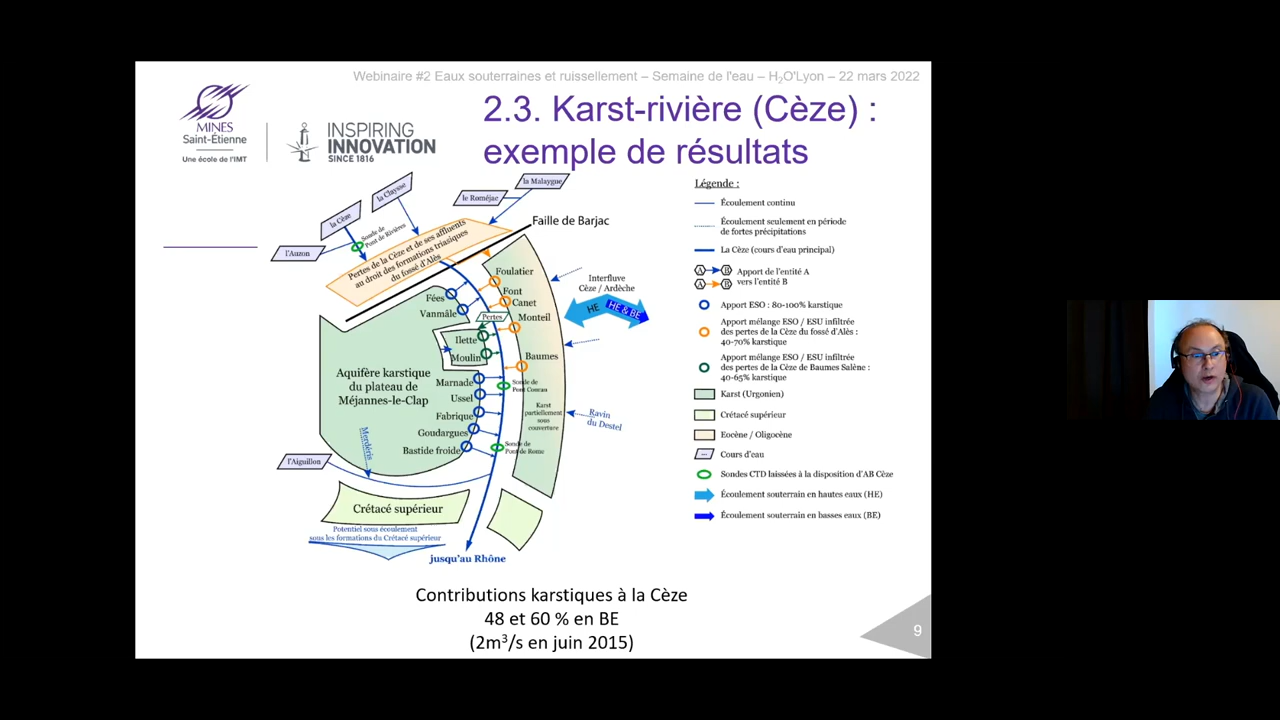 Webinaire #2 Eaux souterraines et ruissellement – Semaine de l'eau – H₂O'Lyon – 22 mars 2022
MINES
Saint-Étienne
Une école de l'IMT
INSPIRING
INNOVATION
SINCE 1816
2.3. Karst-rivière (Cèze) :
exemple de résultats
la Malaygue
le Roméjac
la Claysse
la Cèze
l'Auzon
Sonde de
Pont de Rivières
Pertes de la Cèze et de ses affluents
au droit des formations triasiques
du fossé d'Alès
Faille de Barjac
Foulatier
Fées
Font
Canet
Vanmâle
Pertes
Monteil
Ilette
Moulin
Baumes
Interfluve
Cèze / Ardèche
HE
HE & BE
Aquifère karstique
du plateau de
Méjannes-le-Clap
Marnade
Sonde de
Pont Coucau
Ussel
Fabrique
Goudargues
Bastide froide
Sonde de
Pont de Rome
Karst
partiellement
sous
couverture
Ravin
du Destel
Merdéris
l'Aiguillon
Crétacé supérieur
Potentiel sous écoulement
sous les formations du Crétacé supérieur
jusqu'au Rhône
Légende :
Écoulement continu
Écoulement seulement en période
de fortes précipitations
La Cèze (cours d'eau principal)
A B Apport de l'entité A
A B vers l'entité B
Apport ESO : 80-100% karstique
Apport mélange ESO / ESU infiltrée
des pertes de la Cèze du fossé d'Alès :
40-70% karstique
Apport mélange ESO / ESU infiltrée
des pertes de la Cèze de Baumes Salène :
40-65% karstique
Karst (Urgonien)
Crétacé supérieur
Eocène / Oligocène
... Cours d'eau
Sondes CTD laissées à la disposition d'AB Cèze
Écoulement souterrain en hautes eaux (HE)
Écoulement souterrain en basses eaux (BE)
Contributions karstiques à la Cèze
48 et 60 % en BE
(2m³/s en juin 2015)
9